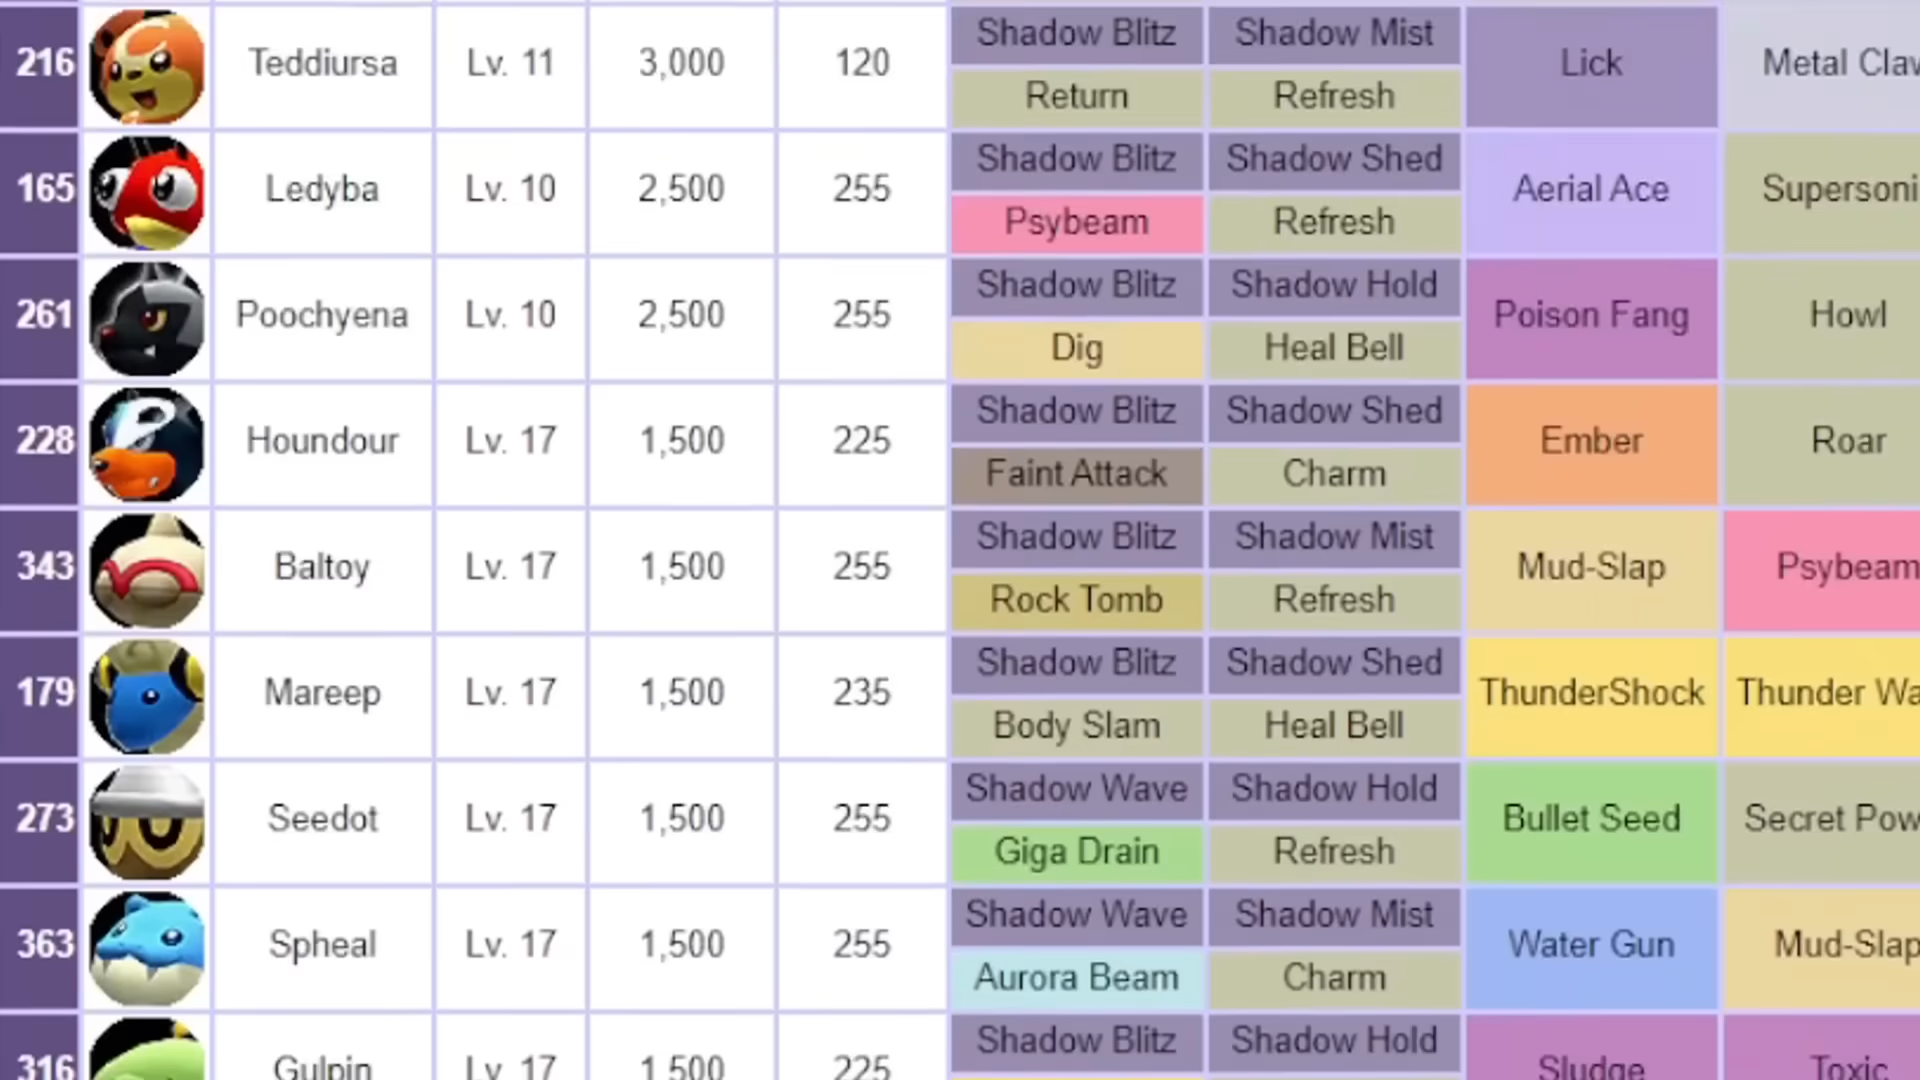 216 Teddiursa Lv. 11 3,000 120 Shadow Blitz Shadow Mist Lick Metal Claw
Return Refresh
165 Ledyba Lv. 10 2,500 255 Shadow Blitz Shadow Shed Aerial Ace Supersoni
Psybeam Refresh
261 Poochyena Lv. 10 2,500 255 Shadow Blitz Shadow Hold Poison Fang Howl
Dig Heal Bell
228 Houndour Lv. 17 1,500 225 Shadow Blitz Shadow Shed Ember Roar
Faint Attack Charm
343 Baltoy Lv. 17 1,500 255 Shadow Blitz Shadow Mist Mud-Slap Psybeam
Rock Tomb Refresh
179 Mareep Lv. 17 1,500 235 Shadow Blitz Shadow Shed ThunderShock Thunder Wa
Body Slam Heal Bell
273 Seedot Lv. 17 1,500 255 Shadow Wave Shadow Hold Bullet Seed Secret Pow
Giga Drain Refresh
363 Spheal Lv. 17 1,500 255 Shadow Wave Shadow Mist Water Gun Mud-Slap
Aurora Beam Charm
316 Gulpin Lv. 17 1,500 225 Shadow Blitz Shadow Hold Sludge Toxic